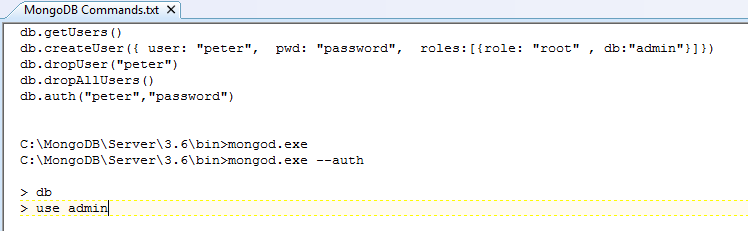 MongoDB Commands.txt
db.getUsers()
db.createUser({ user: "peter",  pwd: "password",  roles:[{role: "root" , db:"admin"}]})
db.dropUser("peter")
db.dropAllUsers()
db.auth("peter","password")
C:\MongoDB\Server\3.6\bin>mongod.exe
C:\MongoDB\Server\3.6\bin>mongod.exe --auth
> db
> use admin